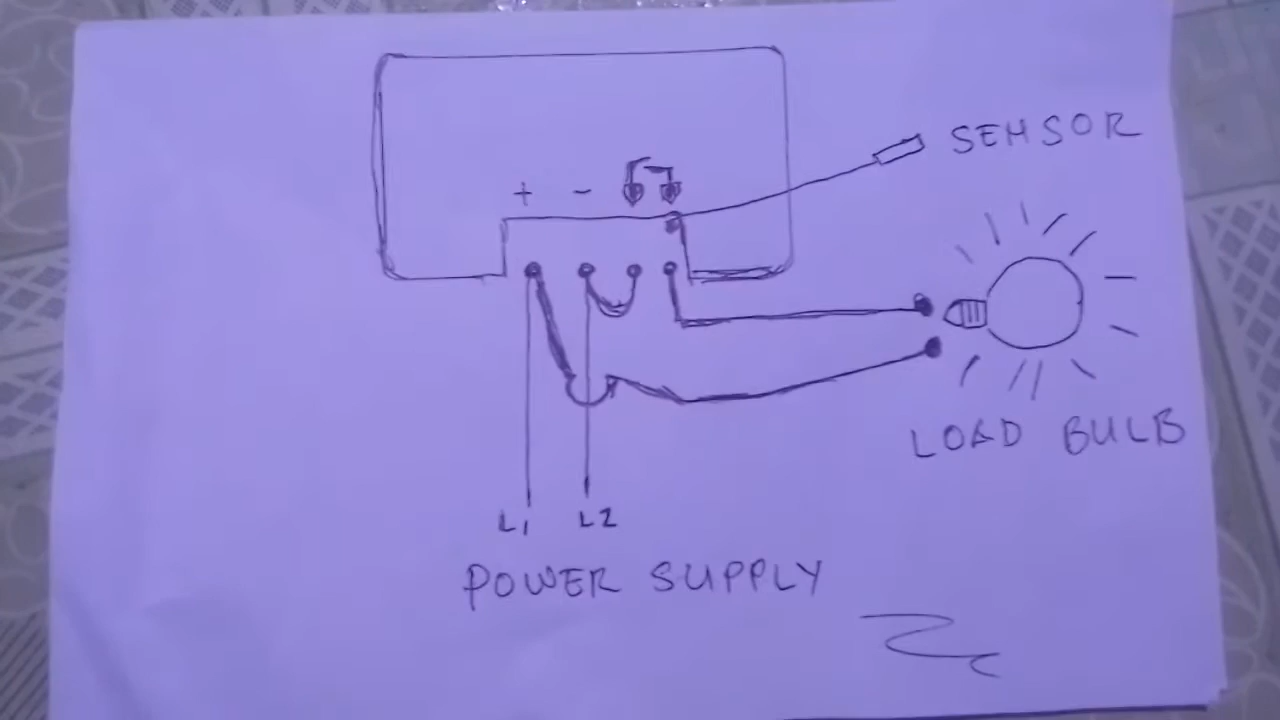 SENSOR
+ -
LOAD BULB
L1 L2
POWER SUPPLY